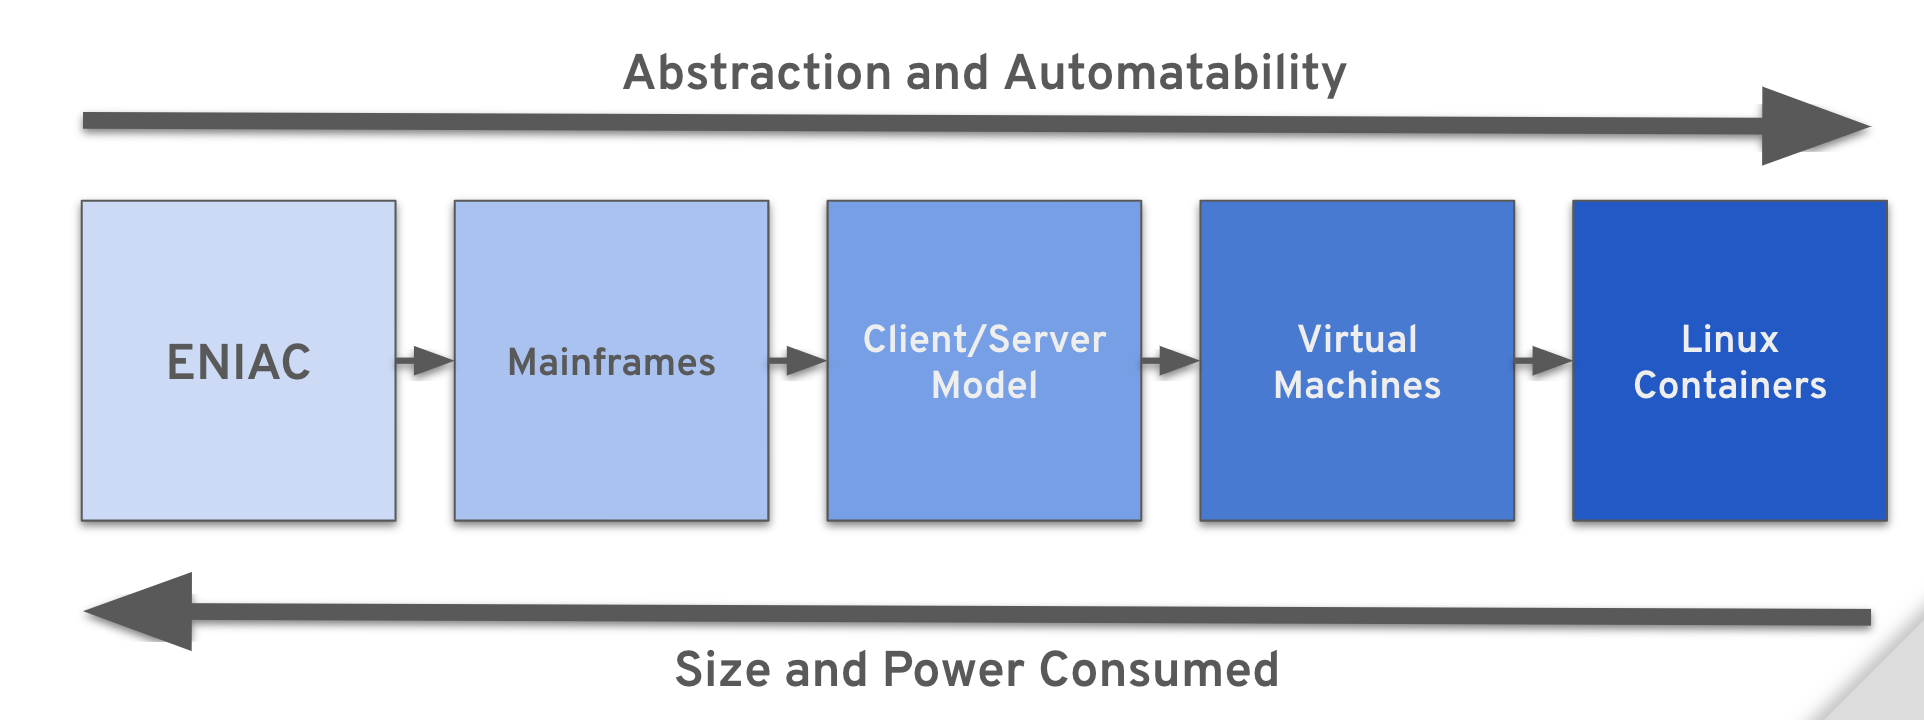 Abstraction and Automatability
ENIAC
Mainframes
Client/Server
Model
Virtual
Machines
Linux
Containers
Size and Power Consumed